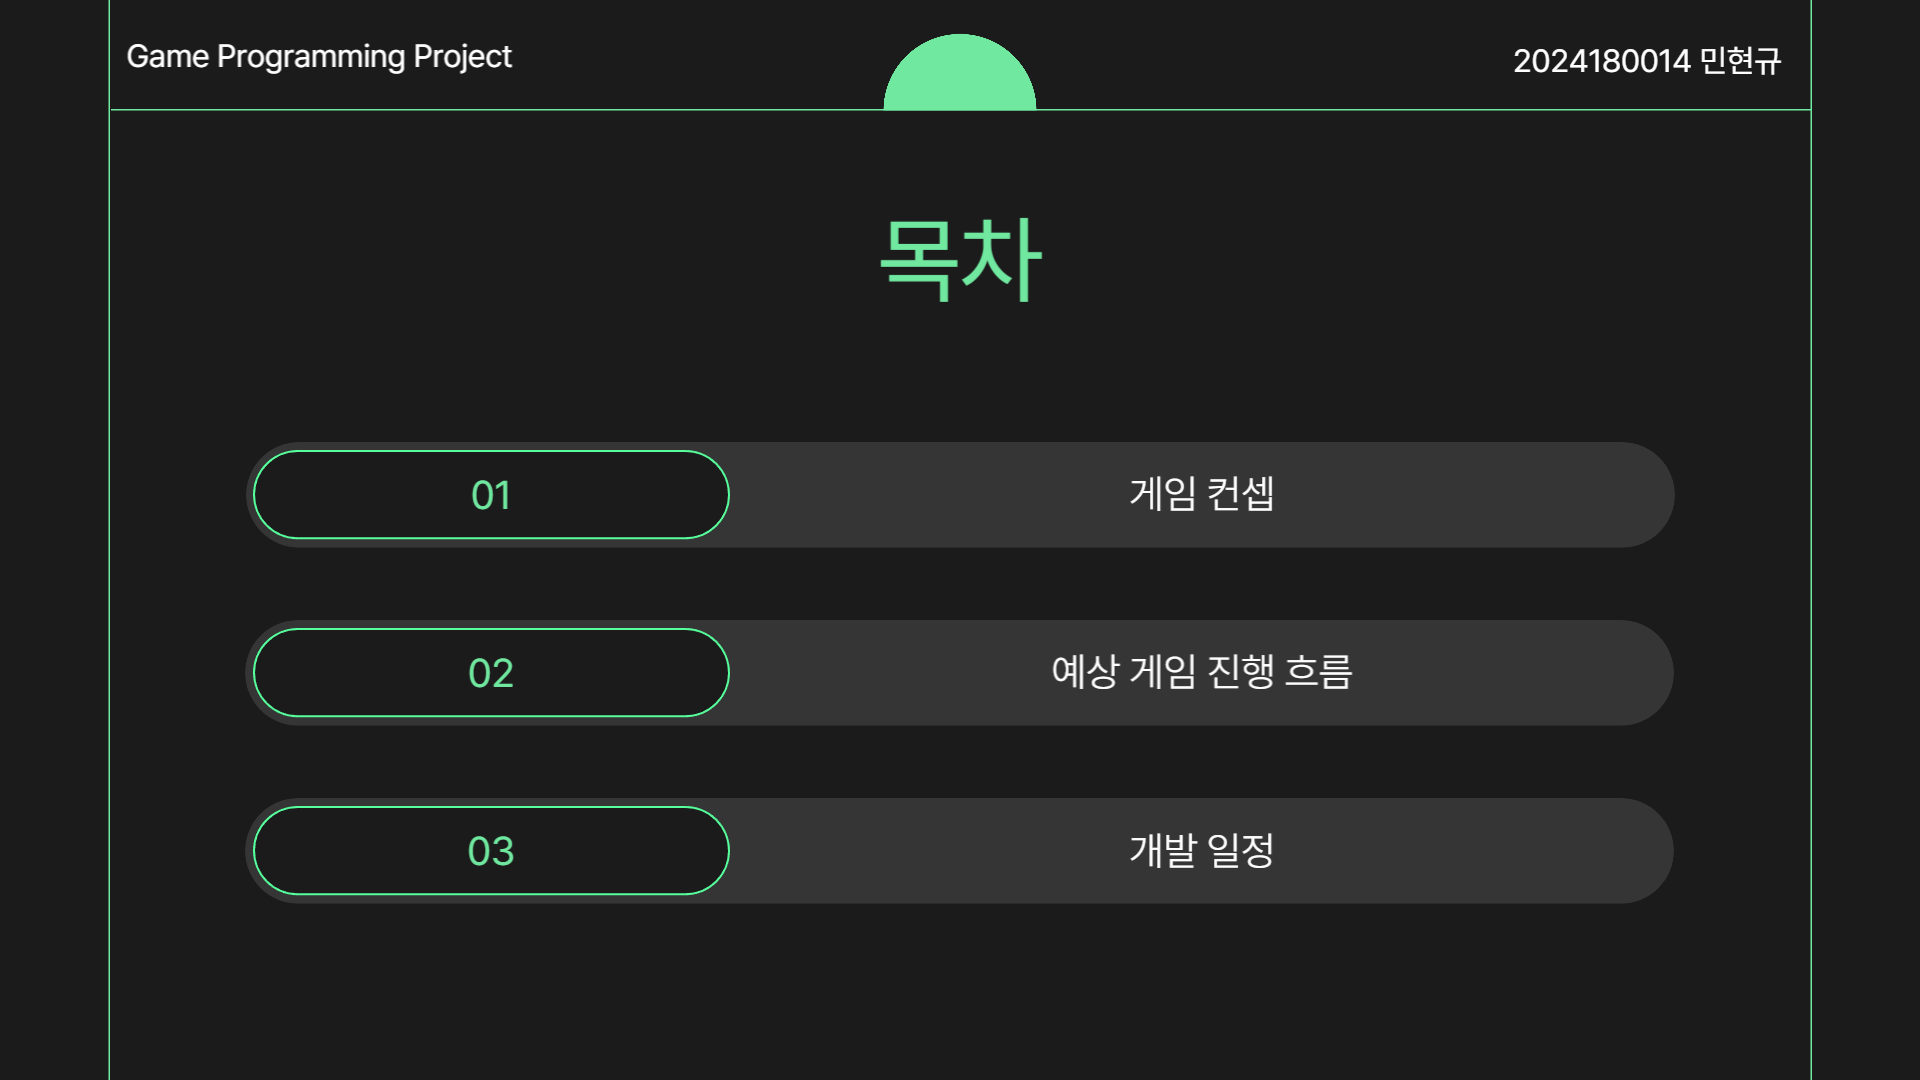 Game Programming Project
2024180014 민현규
목차
01
게임 컨셉
02
예상 게임 진행 흐름
03
개발 일정